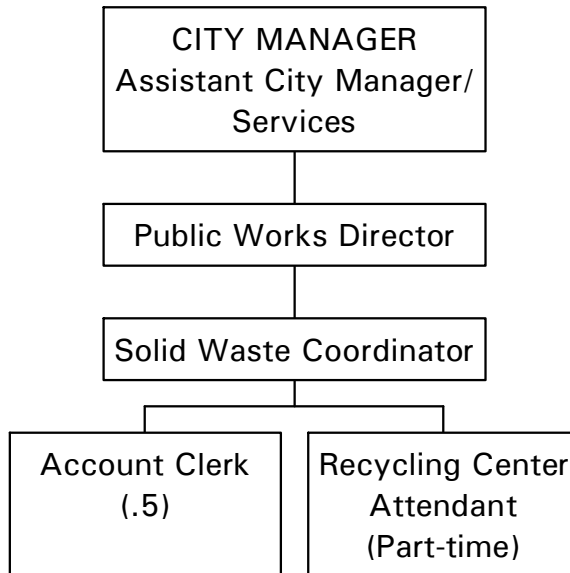 CITY MANAGER
Assistant City Manager/
Services
Public Works Director
Solid Waste Coordinator
Account Clerk
(.5)
Recycling Center
Attendant
(Part-time)